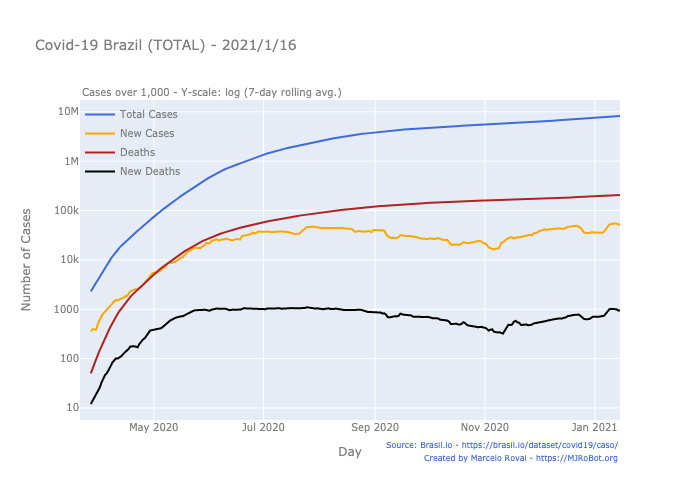 Covid-19 Brazil (TOTAL) - 2021/1/16
Cases over 1,000 - Y-scale: log (7-day rolling avg.)
Total Cases
New Cases
Deaths
New Deaths
Number of Cases
10M
1M
100k
10k
1000
100
10
May 2020
Jul 2020
Sep 2020
Nov 2020
Jan 2021
Day
Source: Brasil.io - https://brasil.io/dataset/covid19/caso/
Created by Marcelo Rovai - https://MJRoBot.org